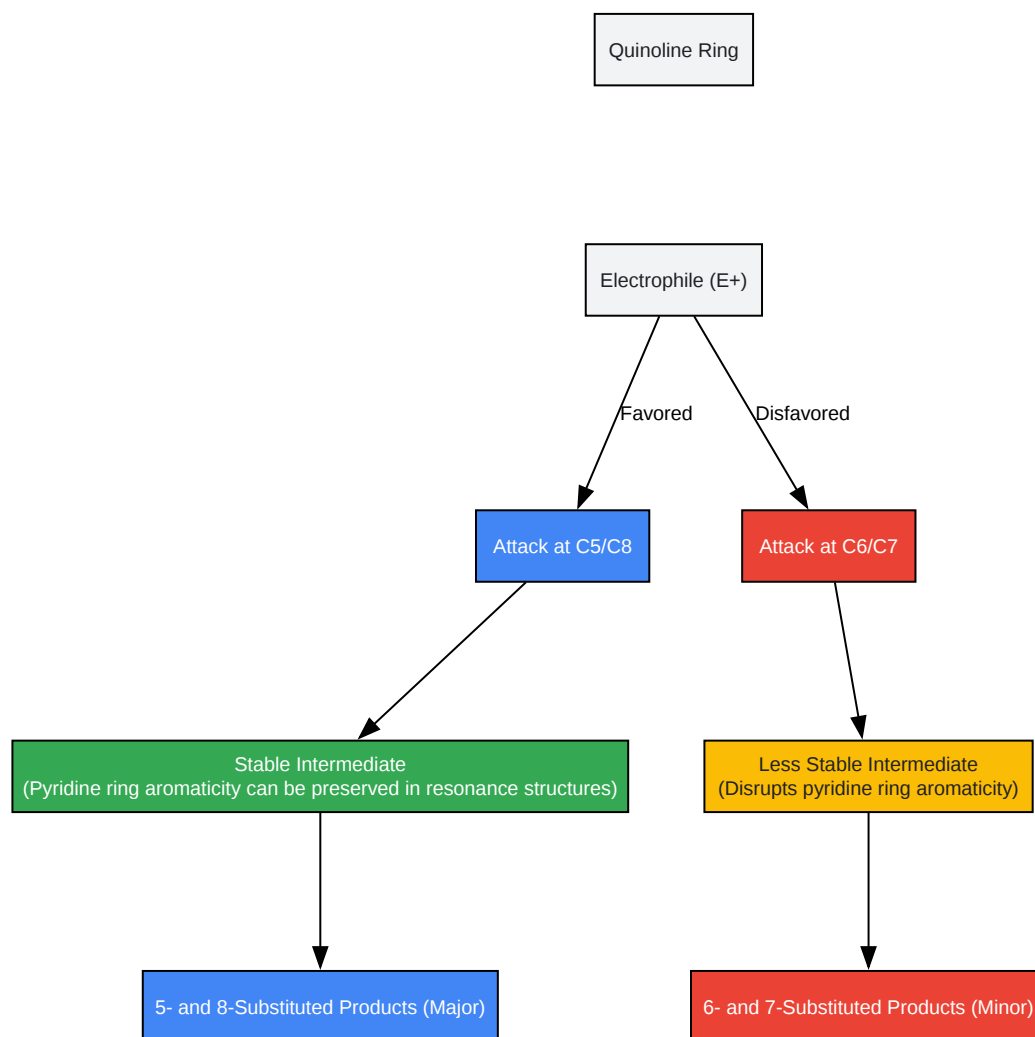 Quinoline Ring
Electrophile (E+)
Favored
Disfavored
Attack at C5/C8
Attack at C6/C7
Stable Intermediate
(Pyridine ring aromaticity can be preserved in resonance structures)
Less Stable Intermediate
(Disrupts pyridine ring aromaticity)
5- and 8-Substituted Products (Major)
6- and 7-Substituted Products (Minor)